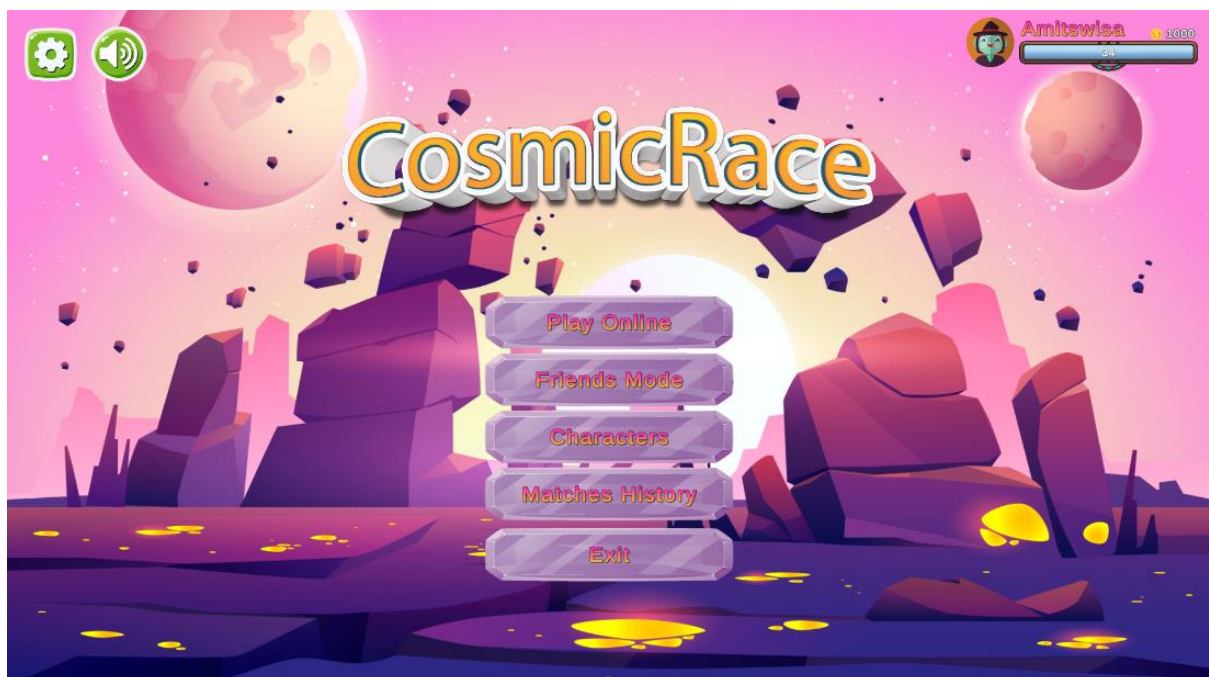 Amitswisa
1000
34
CosmicRace
Play Online
Friends Mode
Characters
Matches History
Exit